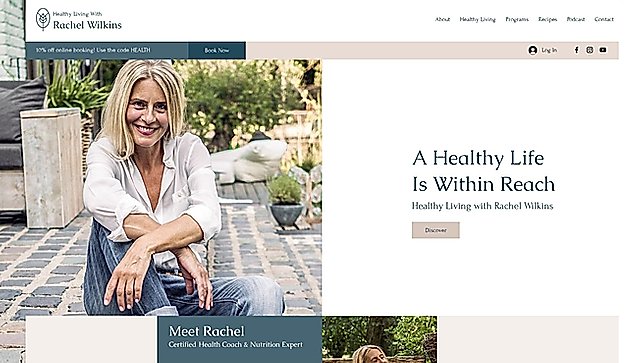 Healthy Living With
Rachel Wilkins
About Healthy Living Programs Recipes Podcast Contact
10% off online booking! Use the code HEALTH
Book Now
Log In
A Healthy Life
Is Within Reach
Healthy Living with Rachel Wilkins
Discover
Meet Rachel
Certified Health Coach & Nutrition Expert